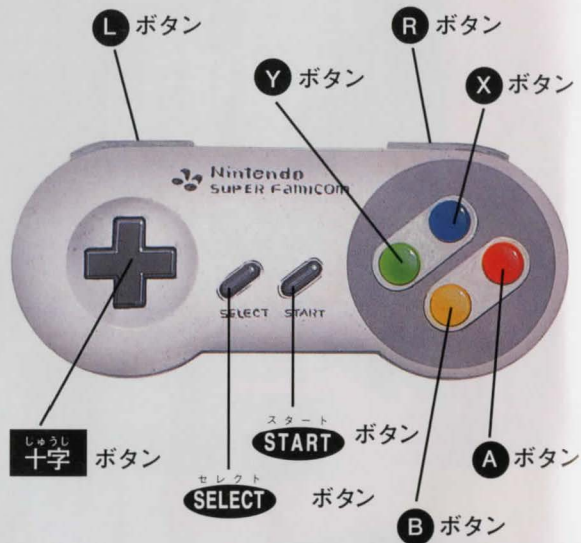 L ボタン
R ボタン
Y ボタン
X ボタン
Nintendo
SUPER Famicom
SELECT
START
じゅうじ
十字 ボタン
スタート
START ボタン
セレクト
SELECT ボタン
A ボタン
B ボタン